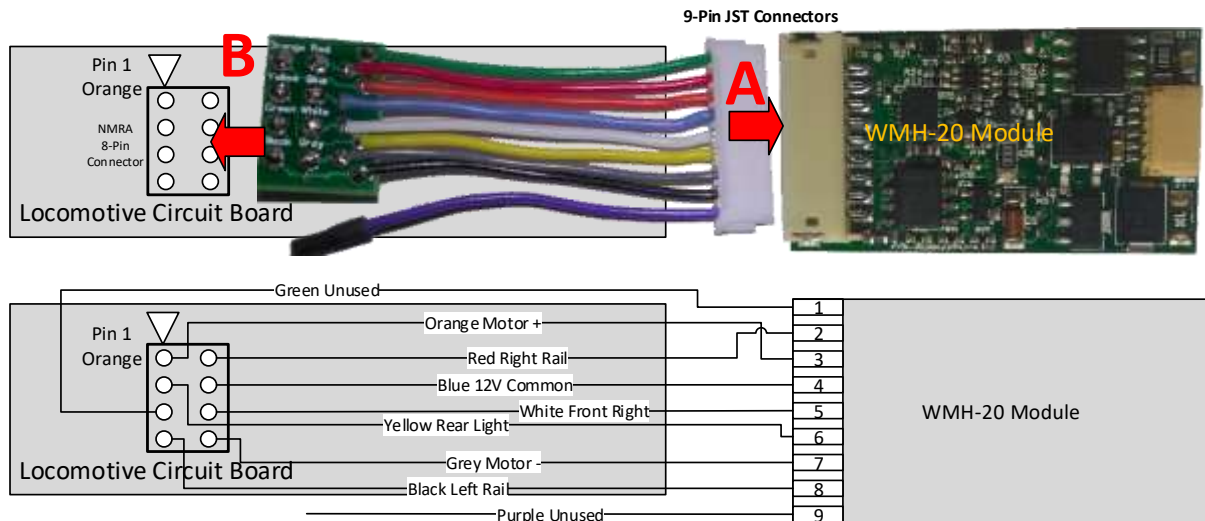 9-Pin JST Connectors
Pin 1
Orange
NMRA
8-Pin
Connector
Locomotive Circuit Board
B
Red
Green White
A
WMH-20 Module
Green Unused
Pin 1
Orange
Orange Motor +
Red Right Rail
Blue 12V Common
White Front Right
Yellow Rear Light
Grey Motor -
Black Left Rail
Purple Unused
Locomotive Circuit Board
1
2
3
4
5
6
7
8
9
WMH-20 Module